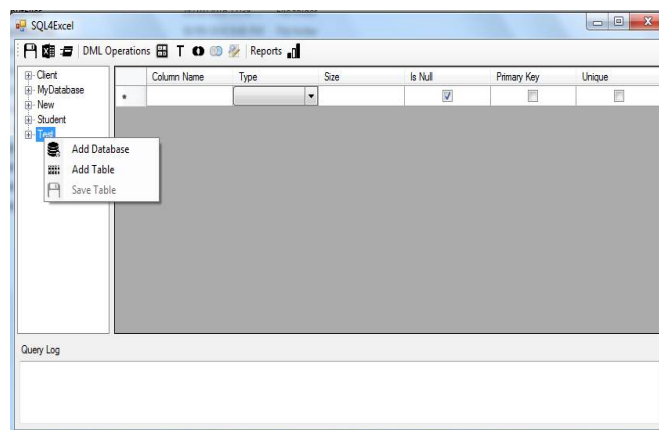 SQL4Excel
DML Operations T Reports
Client
MyDatabase
New
Student
Test
Add Database
Add Table
Save Table
Column Name Type Size Is Null Primary Key Unique
*
Query Log